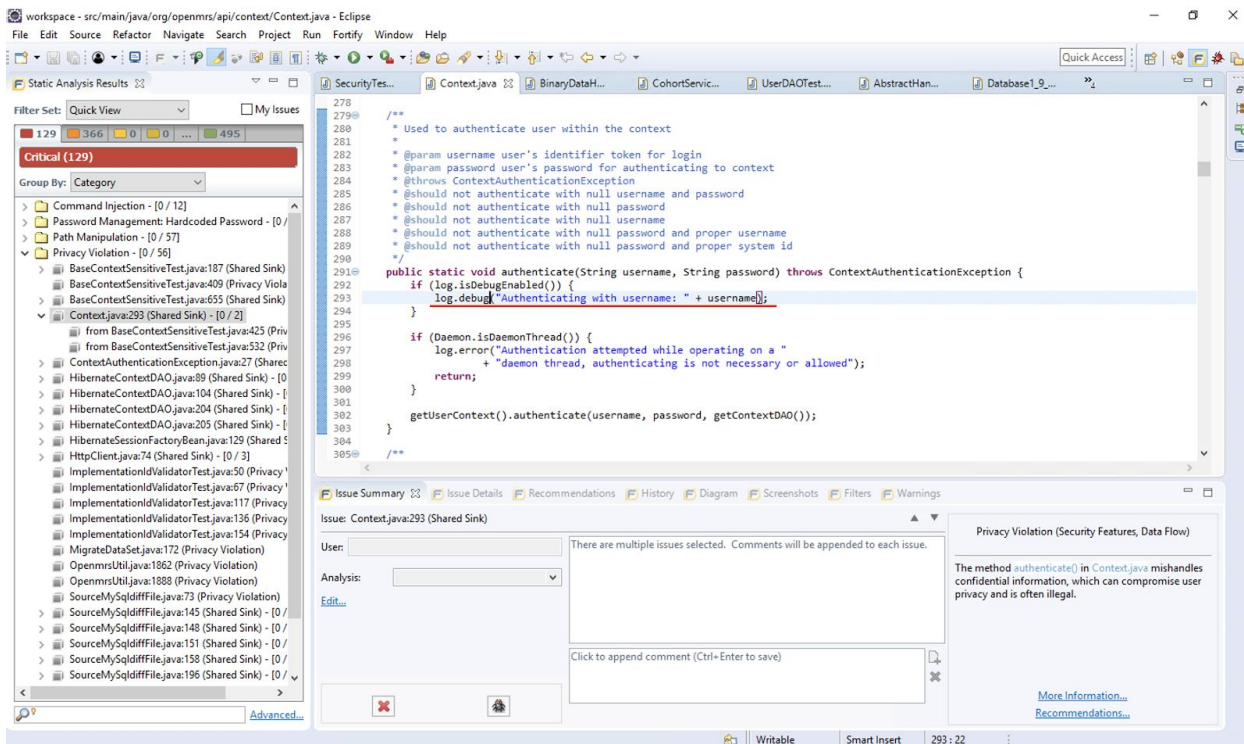 workspace - src/main/java/org/openmrs/api/context/Context.java - Eclipse
File Edit Source Refactor Navigate Search Project Run Fortify Window Help
Quick Access
Static Analysis Results
SecurityTes...
Context.java
BinaryDataH...
CohortServic...
UserDAOTest....
AbstractHan...
Database1_9_...
»4
Filter Set: Quick View
My Issues
129 366 0 0 ... 495
Critical (129)
Group By: Category
Command Injection - [0 / 12]
Password Management: Hardcoded Password - [0 /
Path Manipulation - [0 / 57]
Privacy Violation - [0 / 56]
BaseContextSensitiveTest.java:187 (Shared Sink)
BaseContextSensitiveTest.java:409 (Privacy Viola
BaseContextSensitiveTest.java:655 (Shared Sink)
Context.java:293 (Shared Sink) - [0 / 2]
from BaseContextSensitiveTest.java:425 (Priv
from BaseContextSensitiveTest.java:532 (Priv
ContextAuthenticationException.java:27 (Sharec
HibernateContextDAO.java:89 (Shared Sink) - [0
HibernateContextDAO.java:104 (Shared Sink) - [
HibernateContextDAO.java:204 (Shared Sink) - [
HibernateContextDAO.java:205 (Shared Sink) - [
HibernateSessionFactoryBean.java:129 (Shared S
HttpClient.java:74 (Shared Sink) - [0 / 3]
ImplementationIdValidatorTest.java:50 (Privacy
ImplementationIdValidatorTest.java:67 (Privacy
ImplementationIdValidatorTest.java:117 (Privacy
ImplementationIdValidatorTest.java:136 (Privacy
ImplementationIdValidatorTest.java:154 (Privacy
MigrateDataSet.java:172 (Privacy Violation)
OpenmrsUtil.java:1862 (Privacy Violation)
OpenmrsUtil.java:1888 (Privacy Violation)
SourceMySqldiffFile.java:73 (Privacy Violation)
SourceMySqldiffFile.java:145 (Shared Sink) - [0 /
SourceMySqldiffFile.java:148 (Shared Sink) - [0 /
SourceMySqldiffFile.java:151 (Shared Sink) - [0 /
SourceMySqldiffFile.java:158 (Shared Sink) - [0 /
SourceMySqldiffFile.java:196 (Shared Sink) - [0 /
Advanced...
278
279 /**
280 * Used to authenticate user within the context
281 *
282 * @param username user's identifier token for login
283 * @param password user's password for authenticating to context
284 * @throws ContextAuthenticationException
285 * @should not authenticate with null username and password
286 * @should not authenticate with null password
287 * @should not authenticate with null username
288 * @should not authenticate with null password and proper username
289 * @should not authenticate with null password and proper system id
290 */
291 public static void authenticate(String username, String password) throws ContextAuthenticationException {
292 if (log.isDebugEnabled()) {
293 log.debug("Authenticating with username: " + username);
294 }
295
296 if (Daemon.isDaemonThread()) {
297 log.error("Authentication attempted while operating on a "
298 + "daemon thread, authenticating is not necessary or allowed");
299 return;
300 }
301
302 getUserContext().authenticate(username, password, getContextDAO());
303 }
304
305 /**
Issue Summary Issue Details Recommendations History Diagram Screenshots Filters Warnings
Issue: Context.java:293 (Shared Sink)
User:
Analysis:
Edit...
There are multiple issues selected. Comments will be appended to each issue.
Click to append comment (Ctrl+Enter to save)
Privacy Violation (Security Features, Data Flow)
The method authenticate() in Context.java mishandles
confidential information, which can compromise user
privacy and is often illegal.
More Information...
Recommendations...
Writable Smart Insert 293 : 22